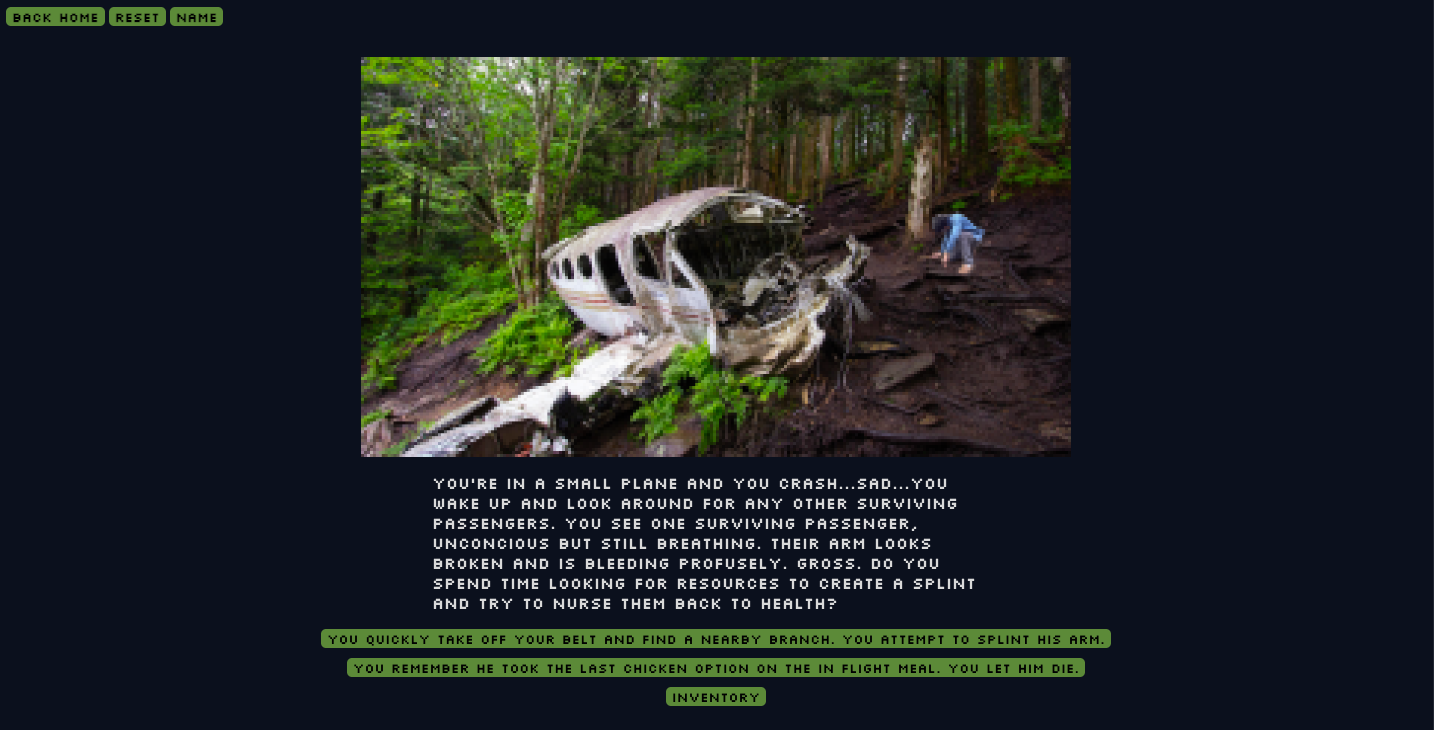 BACK HOME RESET NAME
YOU'RE IN A SMALL PLANE AND YOU CRASH...SAD...YOU
WAKE UP AND LOOK AROUND FOR ANY OTHER SURVIVING
PASSENGERS. YOU SEE ONE SURVIVING PASSENGER,
UNCONCIOUS BUT STILL BREATHING. THEIR ARM LOOKS
BROKEN AND IS BLEEDING PROFUSELY. GROSS. DO YOU
SPEND TIME LOOKING FOR RESOURCES TO CREATE A SPLINT
AND TRY TO NURSE THEM BACK TO HEALTH?
YOU QUICKLY TAKE OFF YOUR BELT AND FIND A NEARBY BRANCH. YOU ATTEMPT TO SPLINT HIS ARM.
YOU REMEMBER HE TOOK THE LAST CHICKEN OPTION ON THE IN FLIGHT MEAL. YOU LET HIM DIE.
INVENTORY